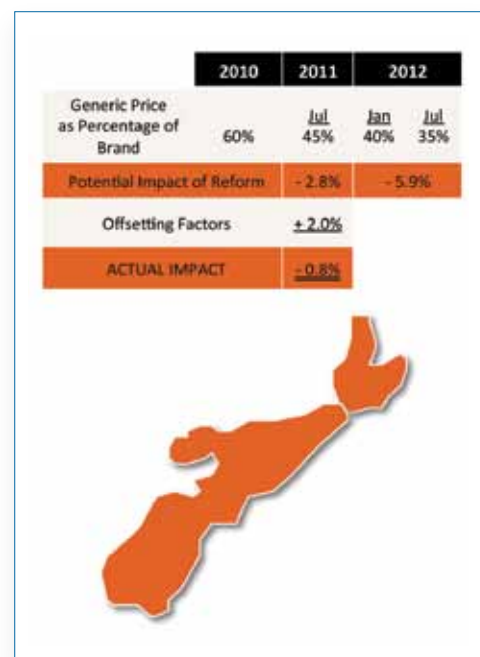 2010 2011 2012
Generic Price
as Percentage of
Brand
60%
Jul
45%
Jan
40%
Jul
35%
Potential Impact of Reform - 2.8% - 5.9%
Offsetting Factors + 2.0%
ACTUAL IMPACT - 0.8%